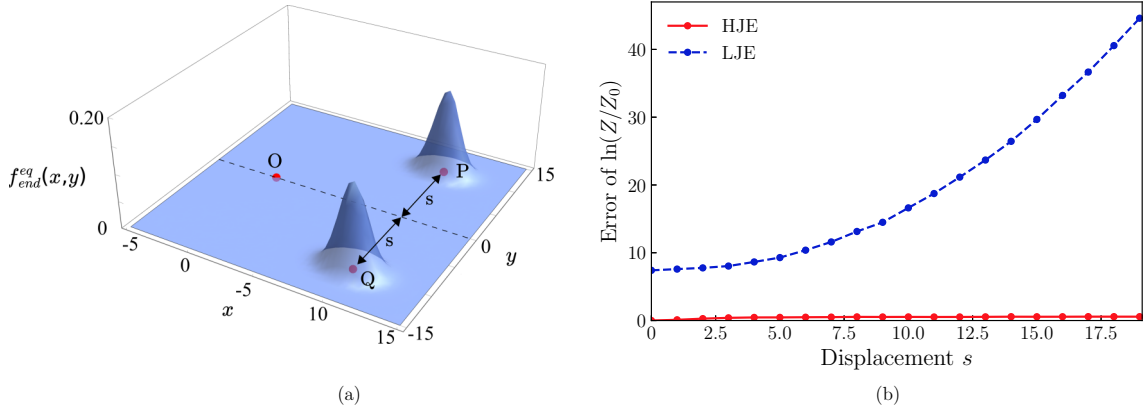 0.20
f_{end}^{eq}(x,y)
0
-5
0
-5
10
15
x
-15
0
15
y
O
P
Q
s
s
(a)
HJE
LJE
Error of ln(Z/Z_0)
40
30
20
10
0
0
2.5
5.0
7.5
10.0
12.5
15.0
17.5
Displacement s
(b)